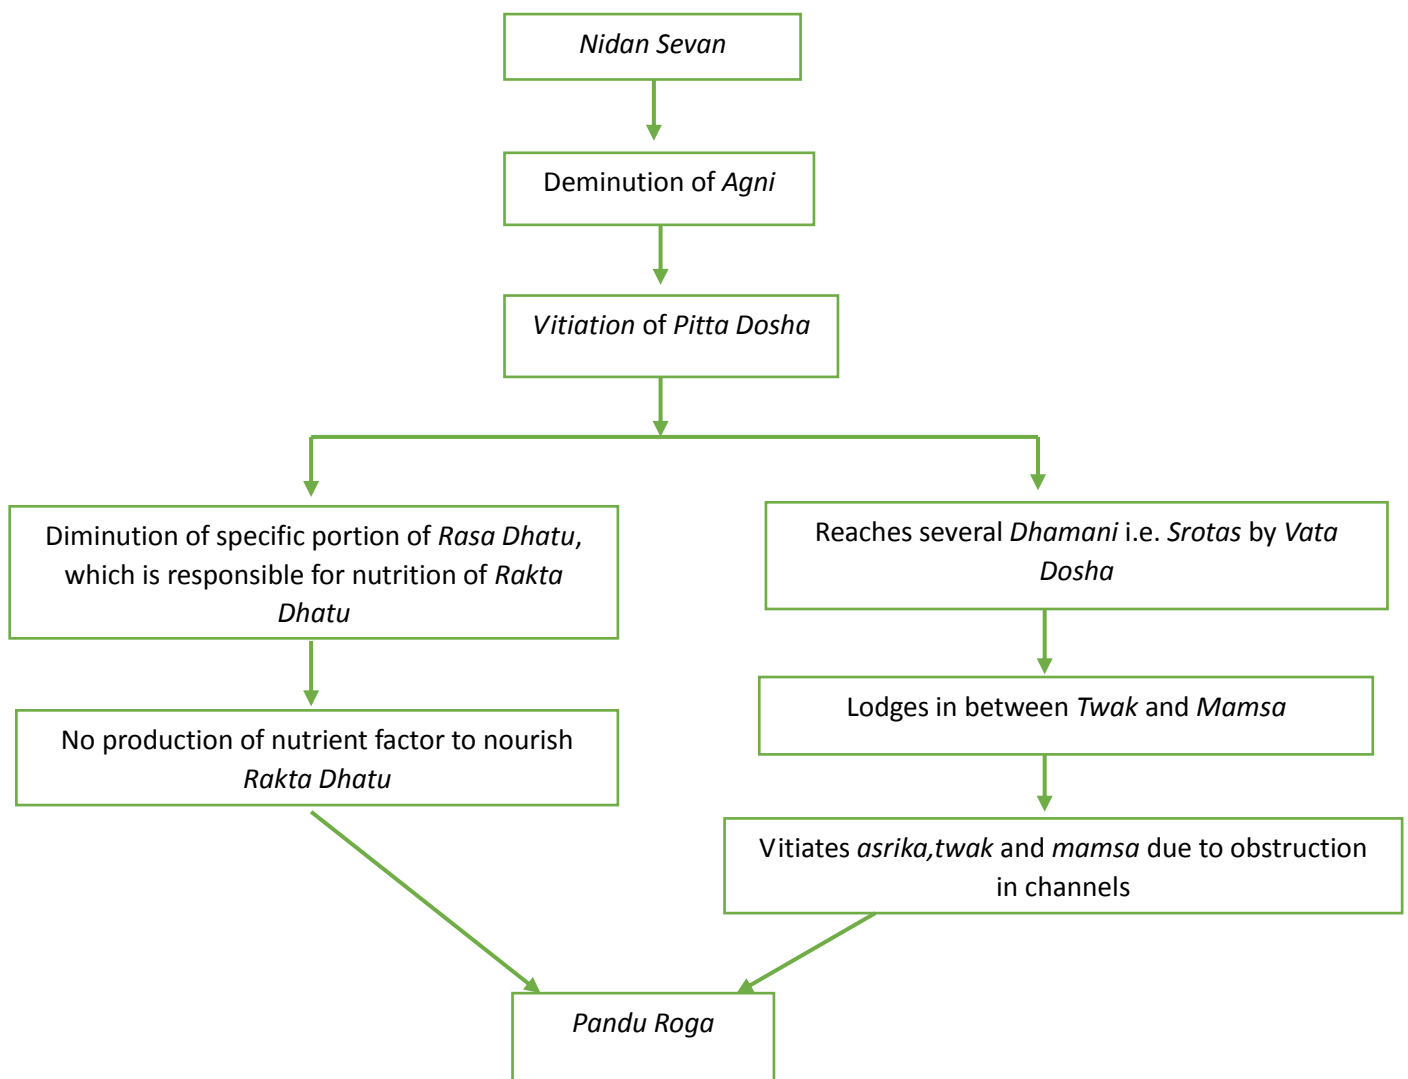 Nidan Sevan
Deminution of Agni
Vitiation of Pitta Dosha
Diminution of specific portion of Rasa Dhatu,
which is responsible for nutrition of Rakta
Dhatu
No production of nutrient factor to nourish
Rakta Dhatu
Reaches several Dhamani i.e. Srotas by Vata
Dosha
Lodges in between Twak and Mamsa
Vitiates asrika,twak and mamsa due to obstruction
in channels
Pandu Roga